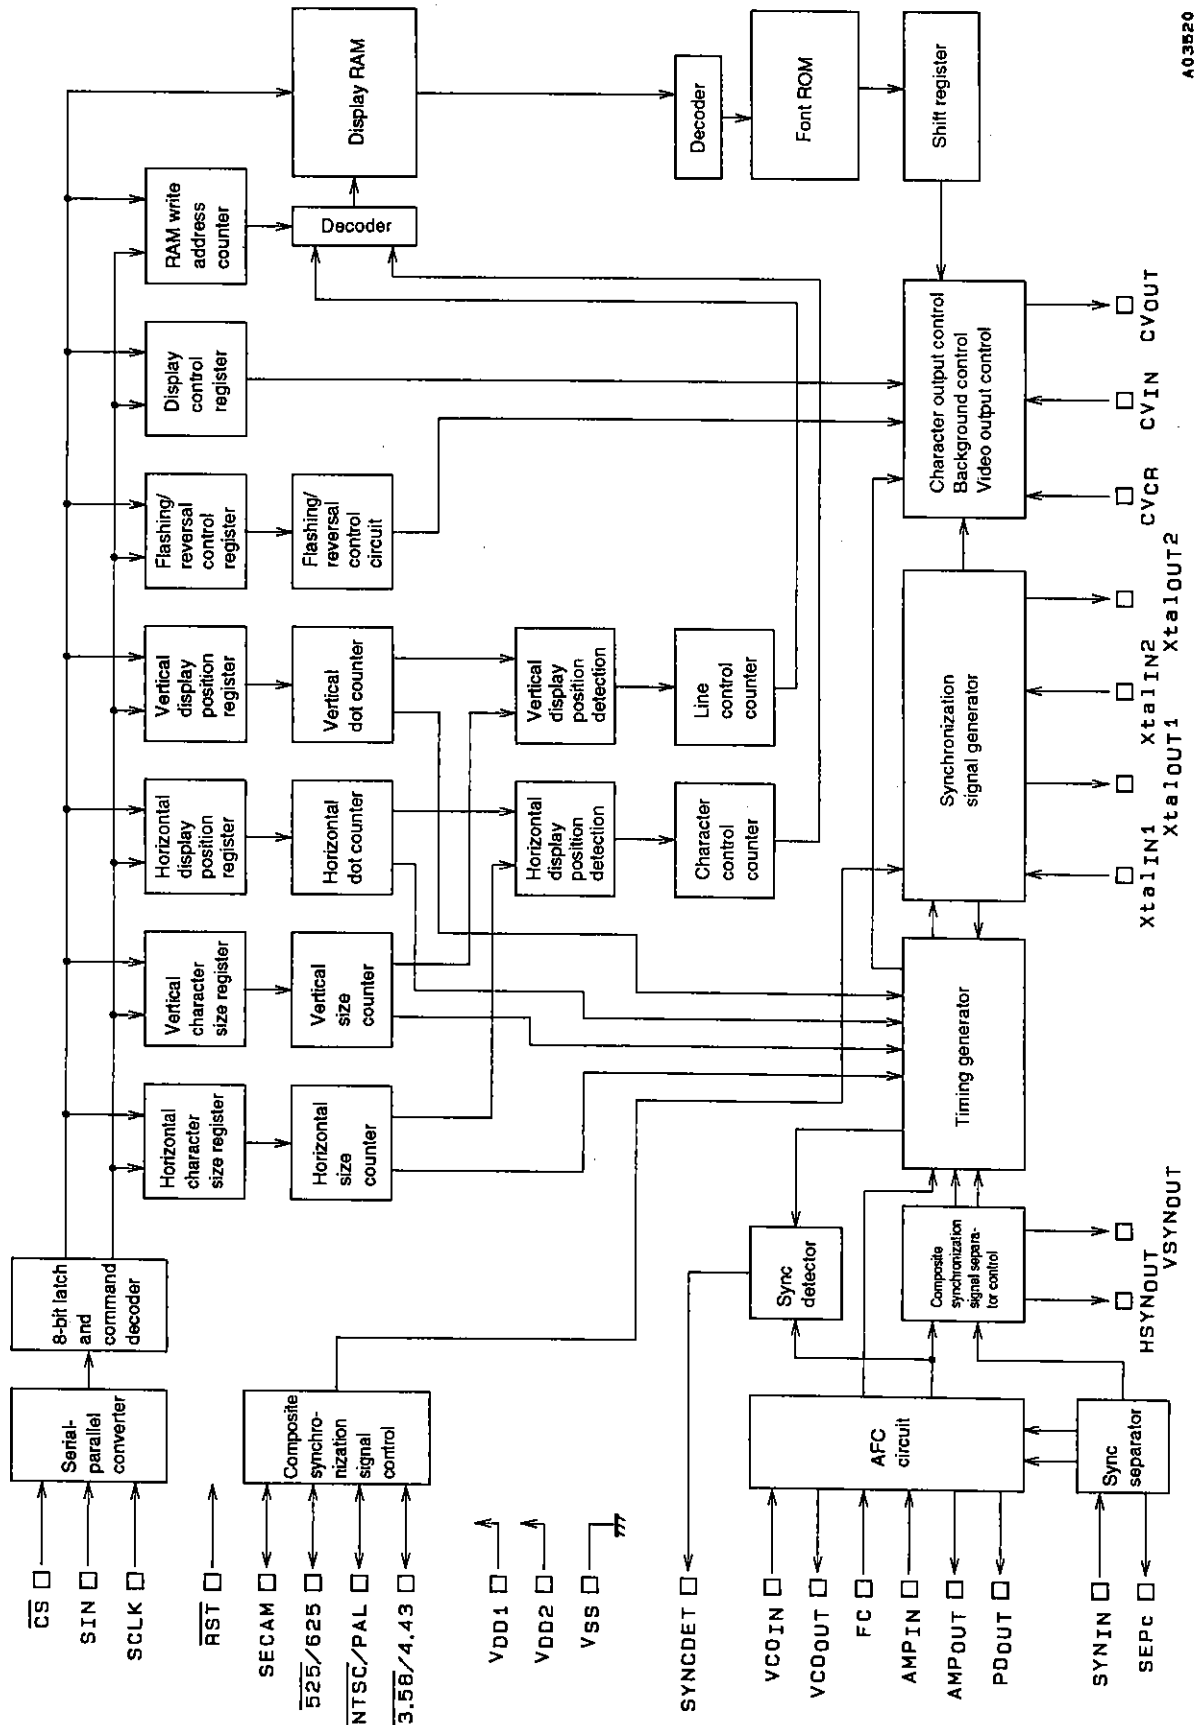 CS
SIN
SCLK
RST
SECAM
525/625
NTSC/PAL
3.58/4.43
VDD1
VDD2
VSS
SYNCDET
VCOIN
VCOOUT
FC
AMPIN
AMPOUT
PDOUT
SYNIN
SEPC
Serial-
parallel
converter
8-bit latch
and
command
decoder
Composite
synchro-
nization
signal
control
AFC
circuit
Sync
separator
Sync
detector
Composite
synchronization
signal separa-
tor control
HSYNOUT
VSYNOUT
Horizontal
character
size register
Vertical
character
size register
Horizontal
display
position
register
Vertical
display
position
register
Flashing/
reversal
control
register
Display
control
register
RAM write
address
counter
Horizontal
size
counter
Vertical
size
counter
Horizontal
dot counter
Vertical
dot counter
Flashing/
reversal
control
circuit
Decoder
Display RAM
Horizontal
display
position
detection
Vertical
display
position
detection
Character
control
counter
Line
control
counter
Decoder
Font ROM
Shift register
Timing generator
Synchronization
signal generator
Character output control
Background control
Video output control
XtalIN1
XtalOUT1
XtalIN2
XtalOUT2
CVCR
CVIN
CVOUT
A03520